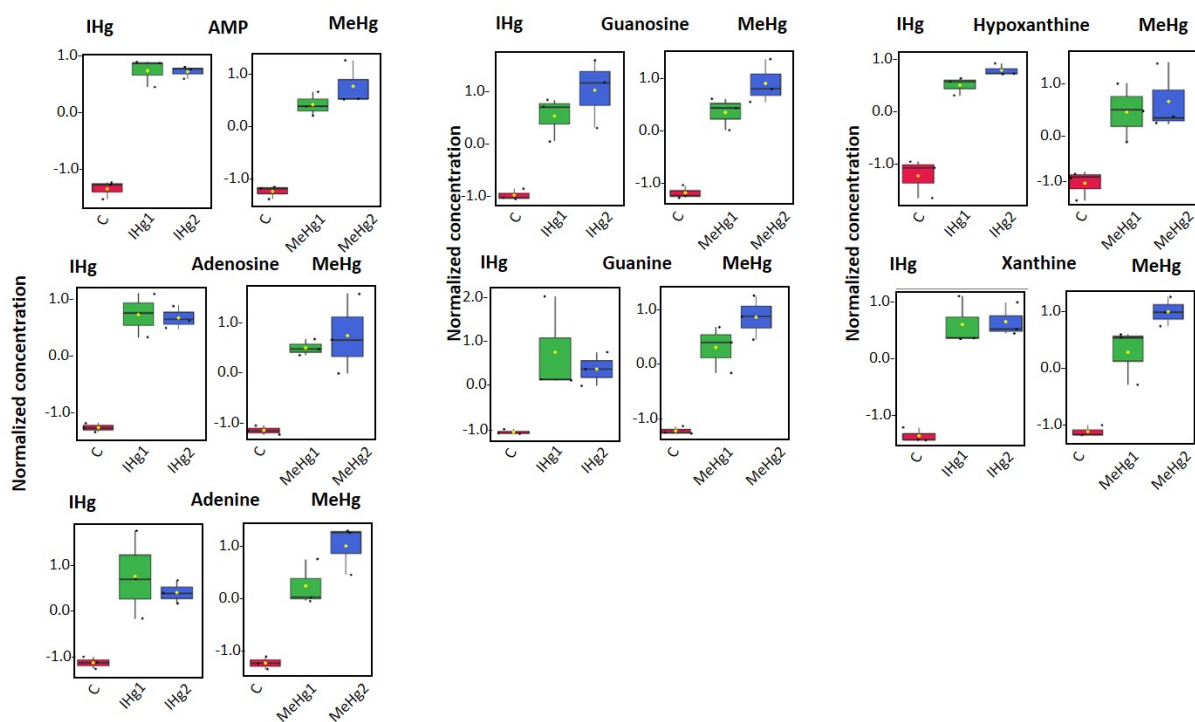 IHg AMP MeHg
1.0
0.0
-1.0
C IHg1 IHg2
1.0
0.0
-1.0
C MeHg1 MeHg2
IHg Guanosine MeHg
1.0
0.0
-1.0
C IHg1 IHg2
1.0
0.0
-1.0
C MeHg1 MeHg2
IHg Hypoxanthine MeHg
1.0
0.0
-1.0
C IHg1 IHg2
1.0
0.0
-1.0
C MeHg1 MeHg2
Normalized concentration
Normalized concentration
Normalized concentration
IHg Adenosine MeHg
1.0
0.0
-1.0
C IHg1 IHg2
1.0
0.0
-1.0
C MeHg1 MeHg2
IHg Guanine MeHg
2.0
1.0
0.0
-1.0
C IHg1 IHg2
1.0
0.0
-1.0
C MeHg1 MeHg2
IHg Xanthine MeHg
1.0
0.0
-1.0
C IHg1 IHg2
1.0
0.0
-1.0
C MeHg1 MeHg2
IHg Adenine MeHg
1.0
0.0
-1.0
C IHg1 IHg2
1.0
0.0
-1.0
C MeHg1 MeHg2